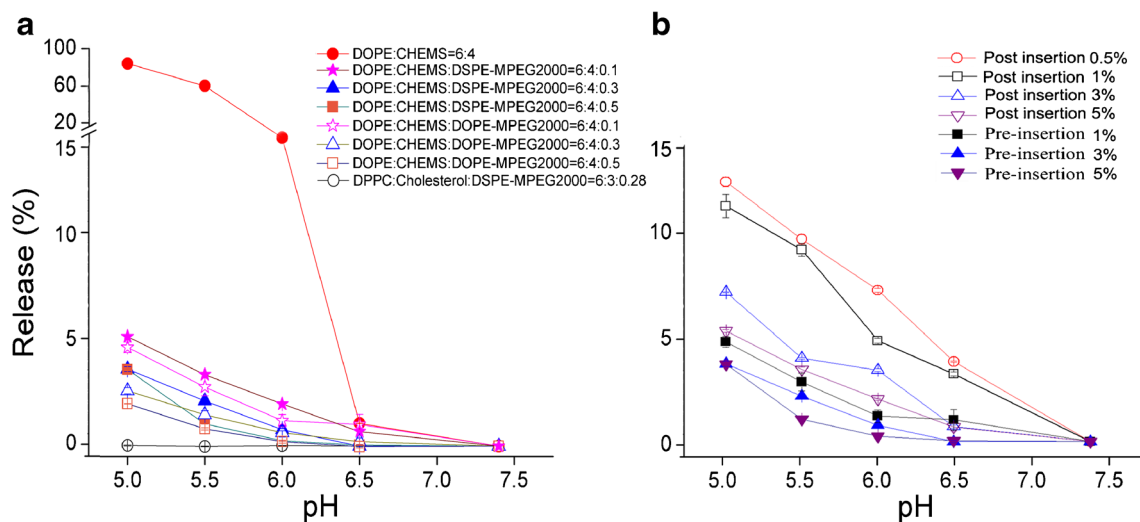 a
DOPE:CHEMS=6:4
DOPE:CHEMS:DSPE-MPEG2000=6:4:0.1
DOPE:CHEMS:DSPE-MPEG2000=6:4:0.3
DOPE:CHEMS:DSPE-MPEG2000=6:4:0.5
DOPE:CHEMS:DOPE-MPEG2000=6:4:0.1
DOPE:CHEMS:DOPE-MPEG2000=6:4:0.3
DOPE:CHEMS:DOPE-MPEG2000=6:4:0.5
DPPC:Cholesterol:DSPE-MPEG2000=6:3:0.28
Release (%)
100
60
20
15
10
5
0
5.0 5.5 6.0 6.5 7.0 7.5
pH
b
Post insertion 0.5%
Post insertion 1%
Post insertion 3%
Post insertion 5%
Pre-insertion 1%
Pre-insertion 3%
Pre-insertion 5%
15
10
5
0
5.0 5.5 6.0 6.5 7.0 7.5
pH